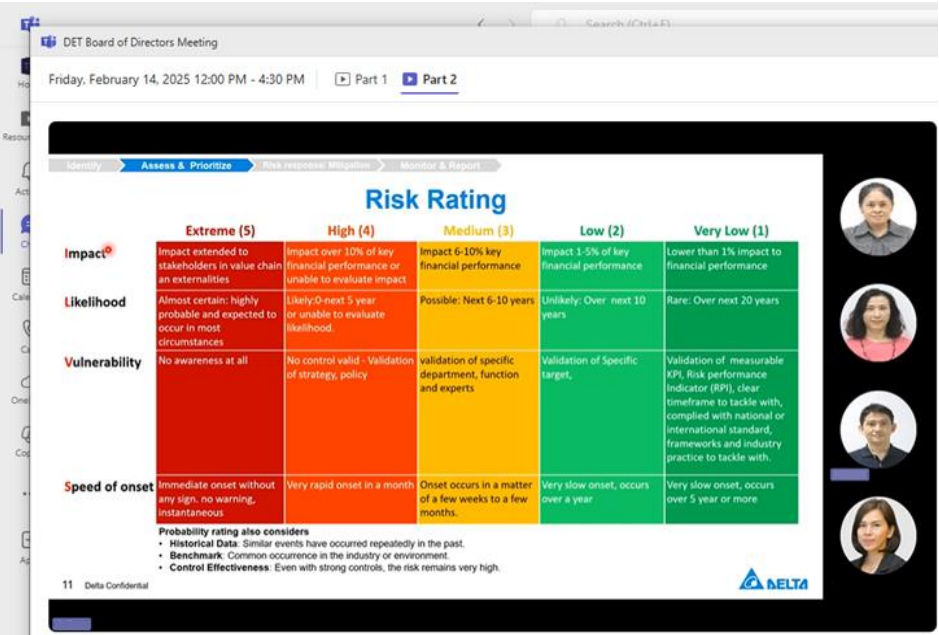 Search (Ctrl+E)
DET Board of Directors Meeting
Friday, February 14, 2025 12:00 PM - 4:30 PM
Part 1
Part 2
Identify
Assess & Prioritize
Risk response/ Mitigation
Monitor & Report
Risk Rating
Extreme (5)
High (4)
Medium (3)
Low (2)
Very Low (1)
Impact
Impact extended to
stakeholders in value chain
an externalities
Impact over 10% of key
financial performance or
unable to evaluate impact
Impact 6-10% key
financial performance
Impact 1-5% of key
financial performance
Lower than 1% impact to
financial performance
Likelihood
Almost certain: highly
probable and expected to
occur in most
circumstances
Likely:0-next 5 year
or unable to evaluate
likelihood.
Possible: Next 6-10 years
Unlikely: Over next 10
years
Rare: Over next 20 years
Vulnerability
No awareness at all
No control valid - Validation
of strategy, policy
validation of specific
department, function
and experts
Validation of Specific
target,
Validation of measurable
KPI, Risk performance
Indicator (RPI), clear
timeframe to tackle with,
complied with national or
international standard,
frameworks and industry
practice to tackle with.
Speed of onset
Immediate onset without
any sign. no warning,
instantaneous
Very rapid onset in a month
Onset occurs in a matter
of a few weeks to a few
months.
Very slow onset, occurs
over a year
Very slow onset, occurs
over 5 year or more
Probability rating also considers
• Historical Data: Similar events have occurred repeatedly in the past.
• Benchmark: Common occurrence in the industry or environment.
• Control Effectiveness: Even with strong controls, the risk remains very high.
11 Delta Confidential
DELTA